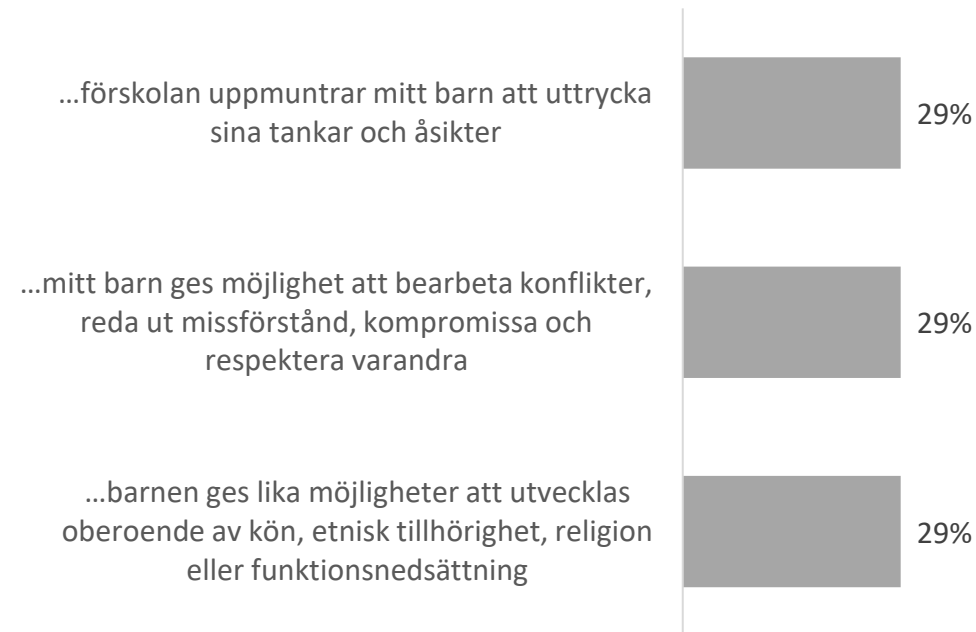 ...förskolan uppmuntrar mitt barn att uttrycka
sina tankar och åsikter
29%
...mitt barn ges möjlighet att bearbeta konflikter,
reda ut missförstånd, kompromissa och
respektera varandra
29%
...barnen ges lika möjligheter att utvecklas
oberoende av kön, etnisk tillhörighet, religion
eller funktionsnedsättning
29%